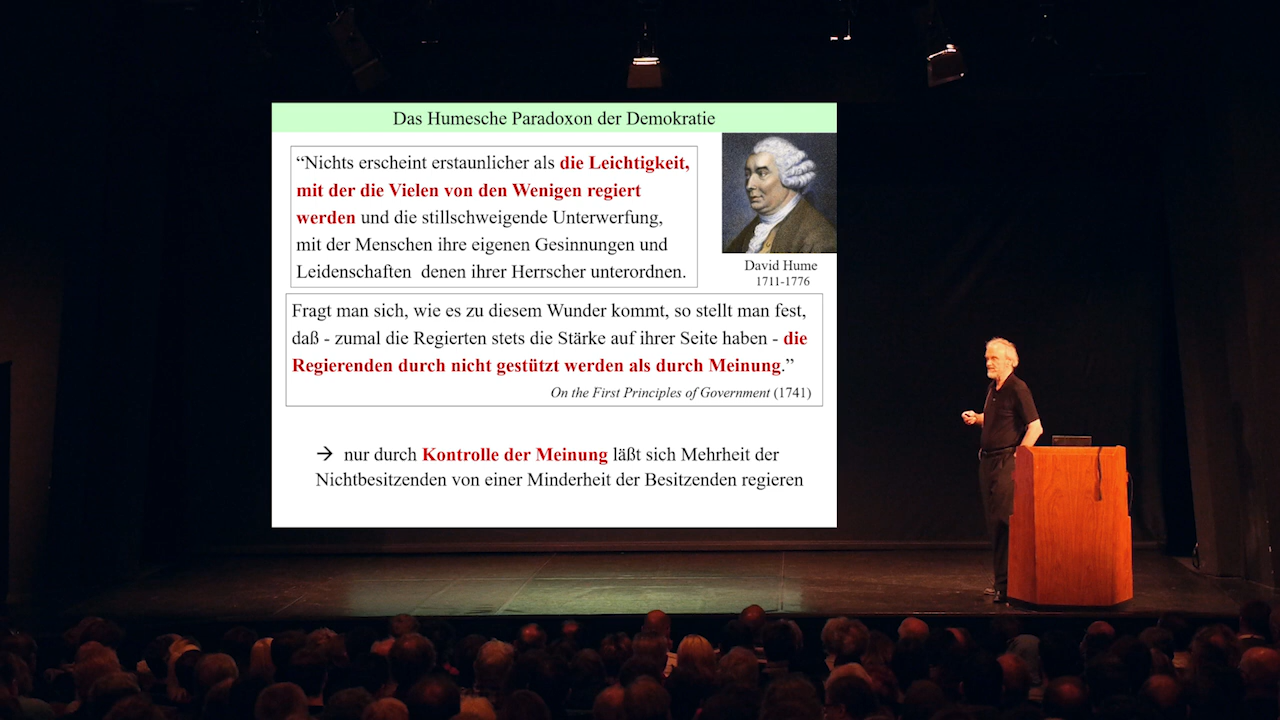 Das Humesche Paradoxon der Demokratie
“Nichts erscheint erstaunlicher als die Leichtigkeit,
mit der die Vielen von den Wenigen regiert
werden und die stillschweigende Unterwerfung,
mit der Menschen ihre eigenen Gesinnungen und
Leidenschaften denen ihrer Herrscher unterordnen.
David Hume
1711-1776
Fragt man sich, wie es zu diesem Wunder kommt, so stellt man fest,
daß - zumal die Regierten stets die Stärke auf ihrer Seite haben - die
Regierenden durch nicht gestützt werden als durch Meinung.”
On the First Principles of Government (1741)
→ nur durch Kontrolle der Meinung läßt sich Mehrheit der
Nichtbesitzenden von einer Minderheit der Besitzenden regieren